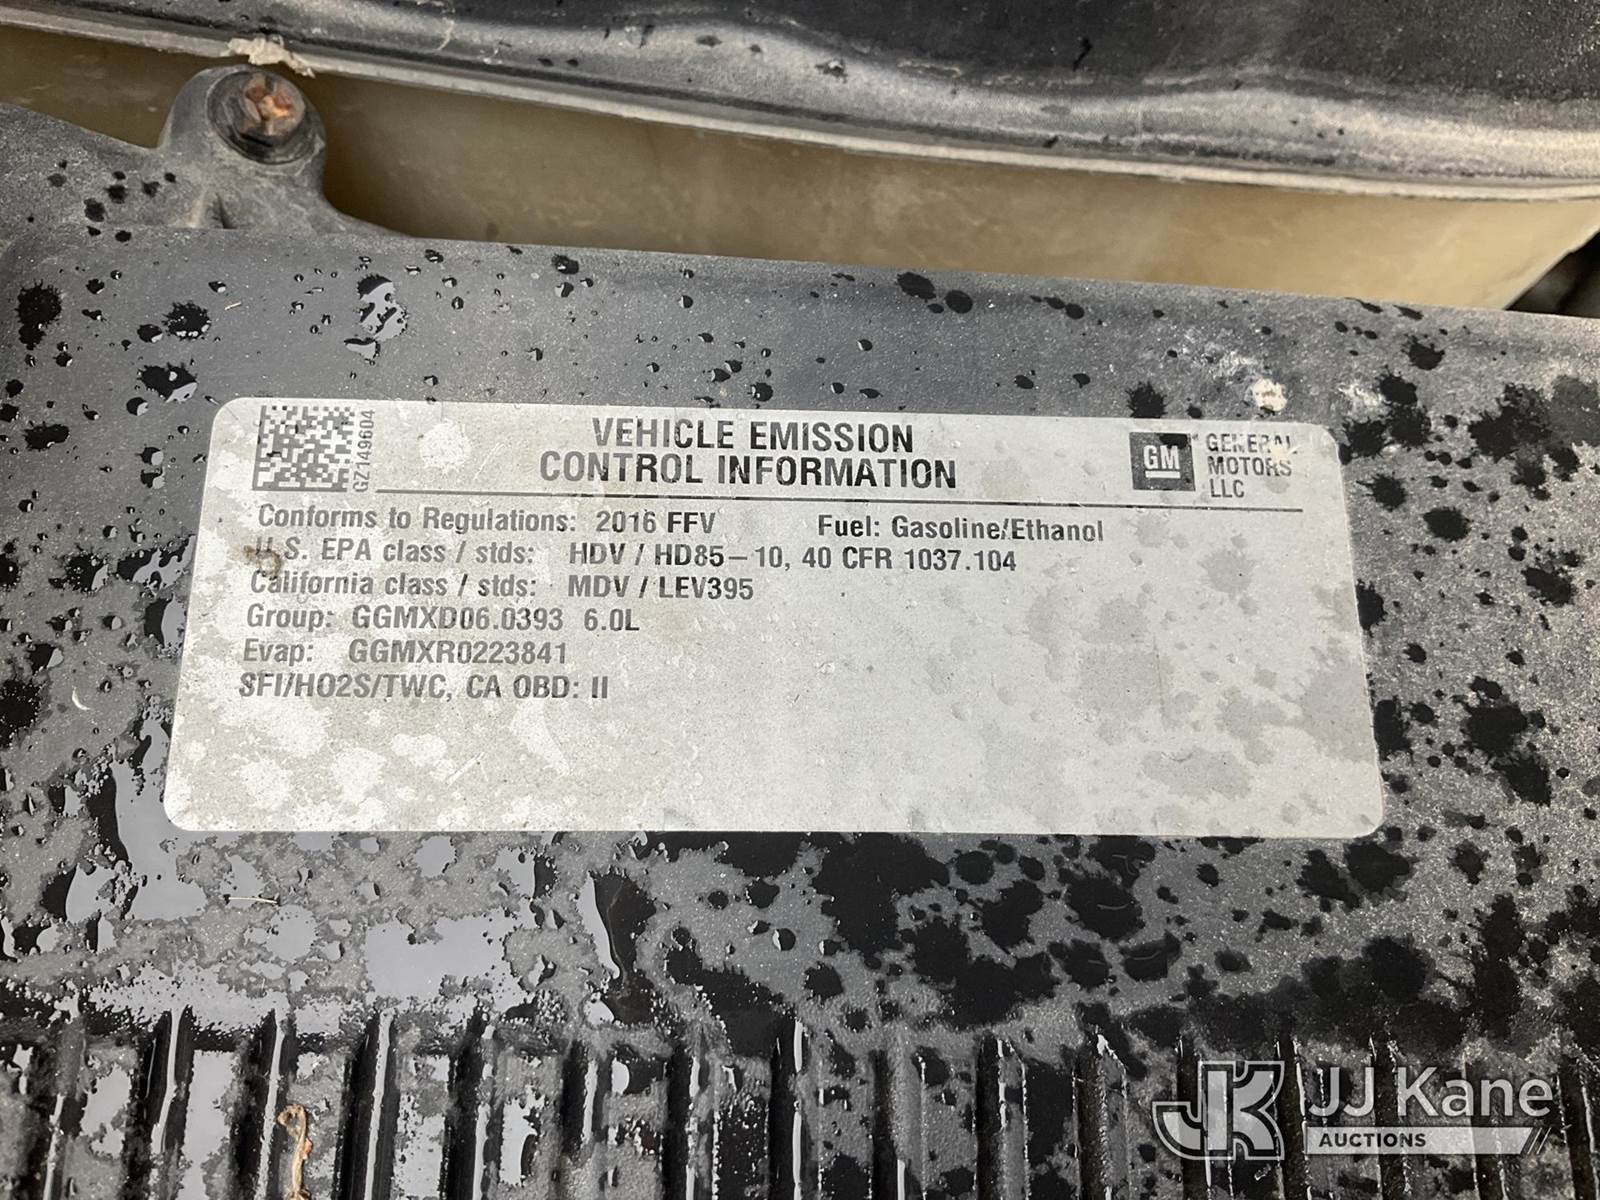 GZ149604
VEHICLE EMISSION
CONTROL INFORMATION
GM
GENERAL
MOTORS
LLC
Conforms to Regulations: 2016 FFV Fuel: Gasoline/Ethanol
U.S. EPA class / stds: HDV / HD85-10, 40 CFR 1037.104
California class / stds: MDV / LEV395
Group: GGMXD06.0393 6.0L
Evap: GGMXR0223841
SFI/HO2S/TWC, CA OBD: II
JK JJ Kane
AUCTIONS